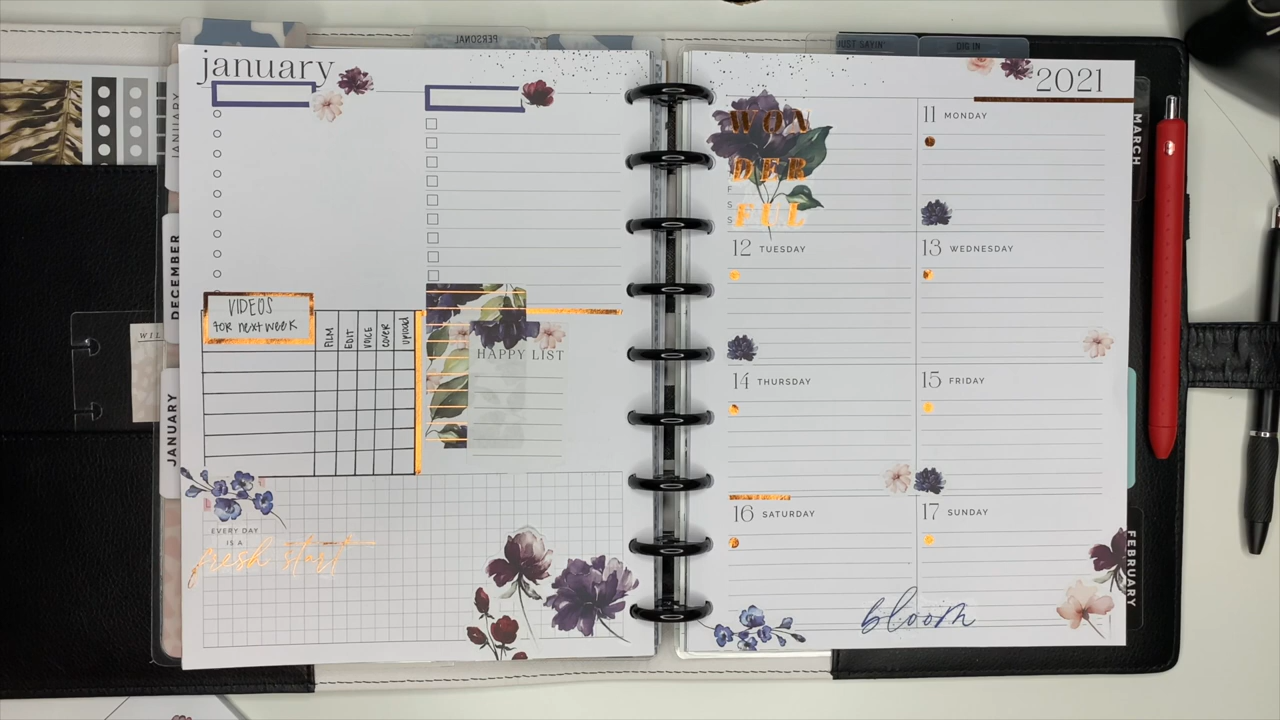 PERSONAL
JUST SAYIN'
DIG IN
january
2021
JANUARY
DECEMBER
JANUARY
WIL
VIDEOS
for next week
FILM
EDIT
VOICE
COVER
upload
HAPPY LIST
EVERY DAY
IS A
fresh start
WON
DER
FUL
F
S
S
11 MONDAY
12 TUESDAY
13 WEDNESDAY
14 THURSDAY
15 FRIDAY
16 SATURDAY
17 SUNDAY
bloom
MARCH
FEBRUARY